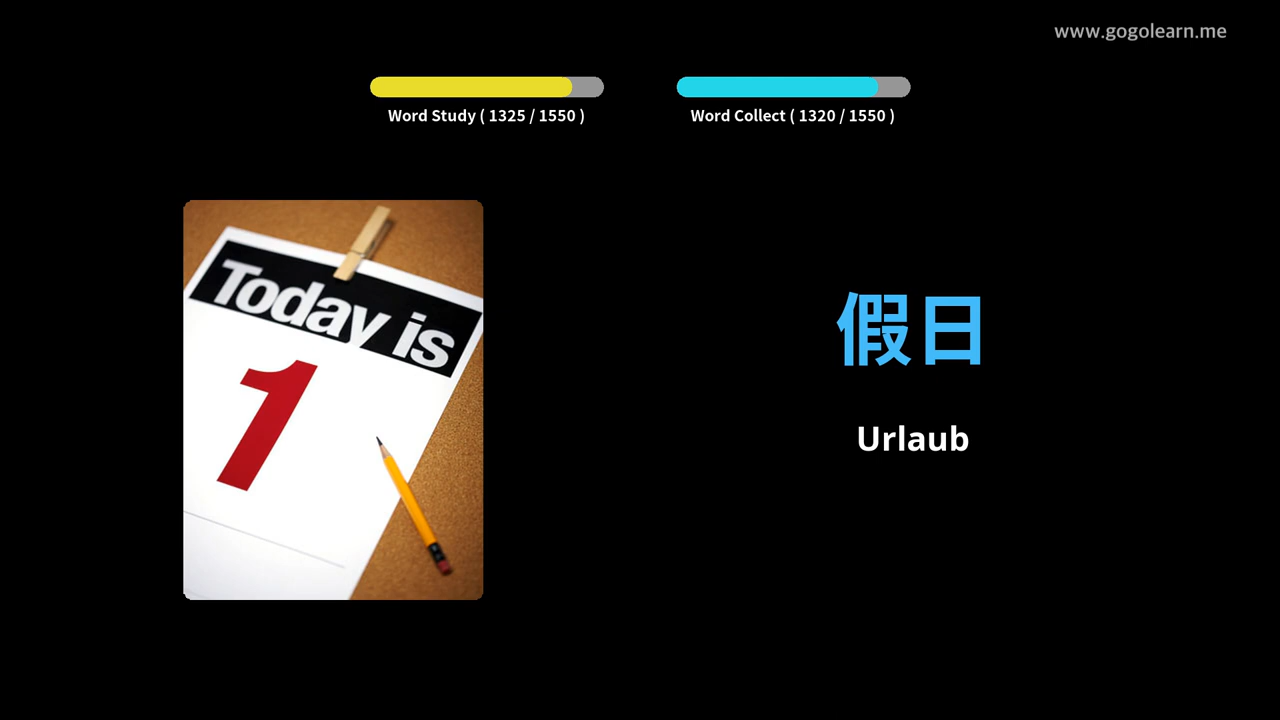 www.gogolearn.me
Word Study ( 1325 / 1550 )
Word Collect ( 1320 / 1550 )
Today is
1
假日
Urlaub